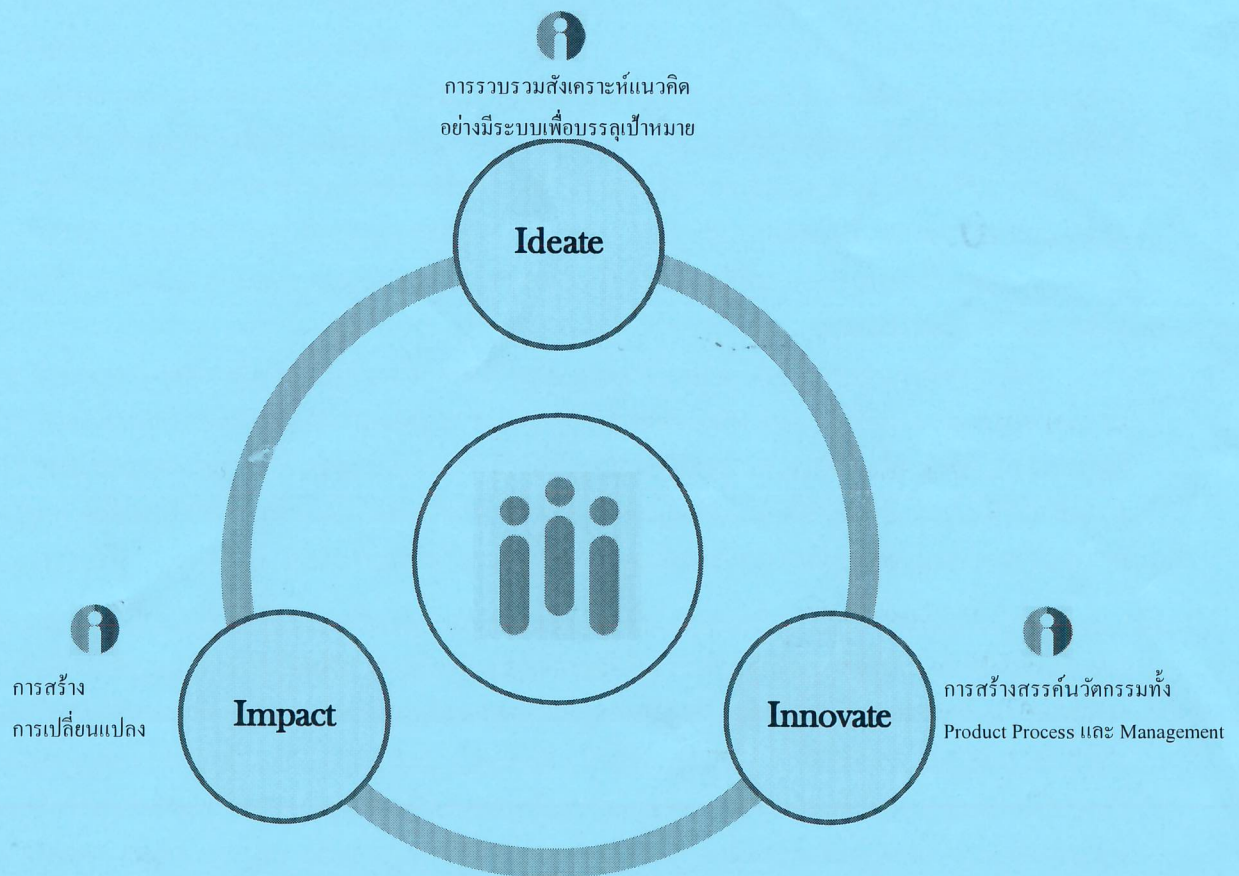 การรวบรวมสังเคราะห์แนวคิด
อย่างมีระบบเพื่อบรรลุเป้าหมาย
Ideate
Impact
Innovate
การสร้าง
การเปลี่ยนแปลง
การสร้างสรรค์นวัตกรรมทั้ง
Product Process และ Management